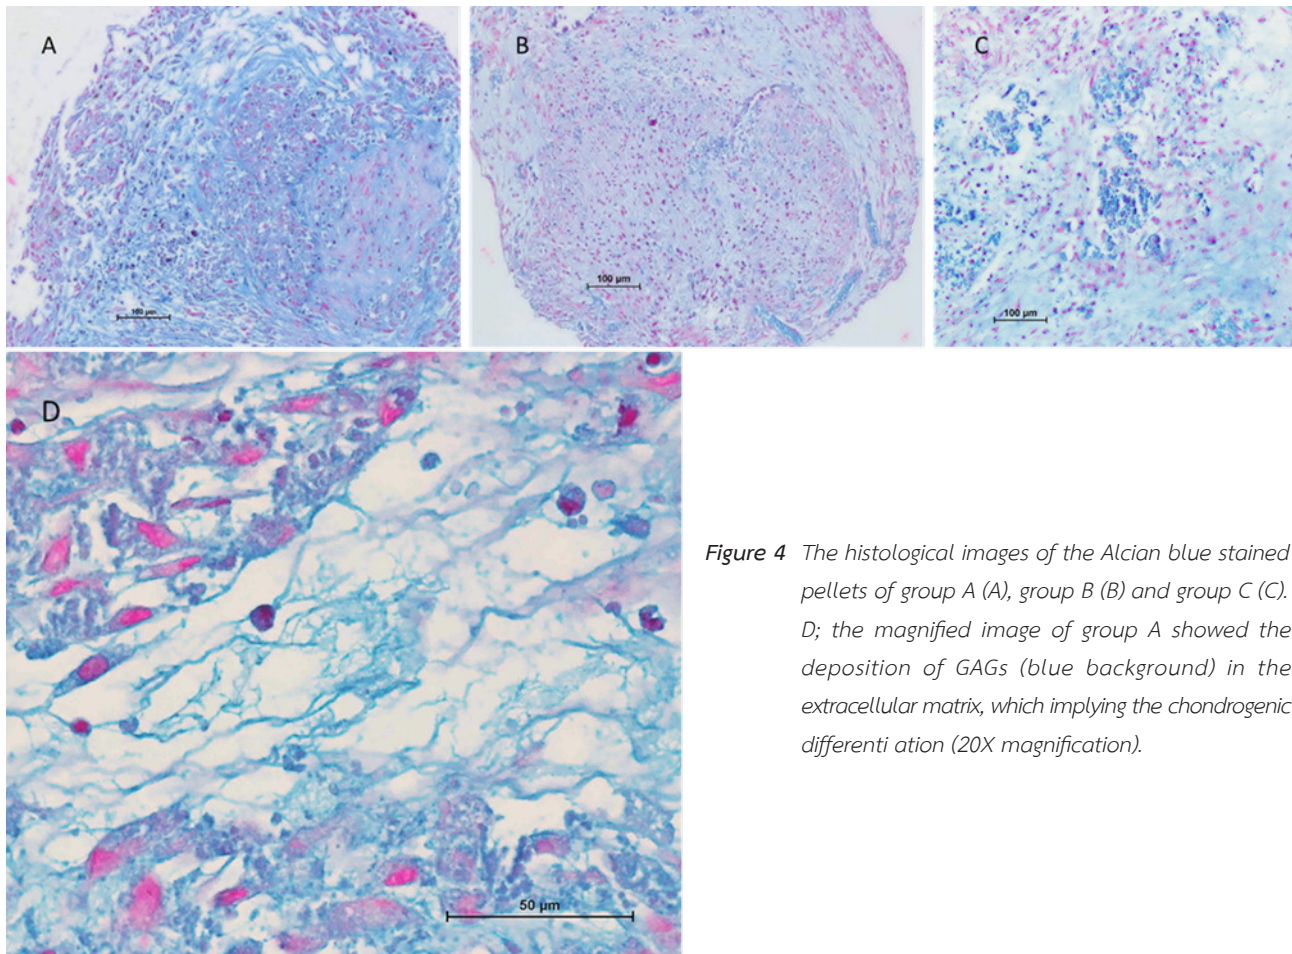 A
B
C
100 µm
100 µm
100 µm
D
50 µm
Figure 4 The histological images of the Alcian blue stained
pellets of group A (A), group B (B) and group C (C).
D; the magnified image of group A showed the
deposition of GAGs (blue background) in the
extracellular matrix, which implying the chondrogenic
differenti ation (20X magnification).